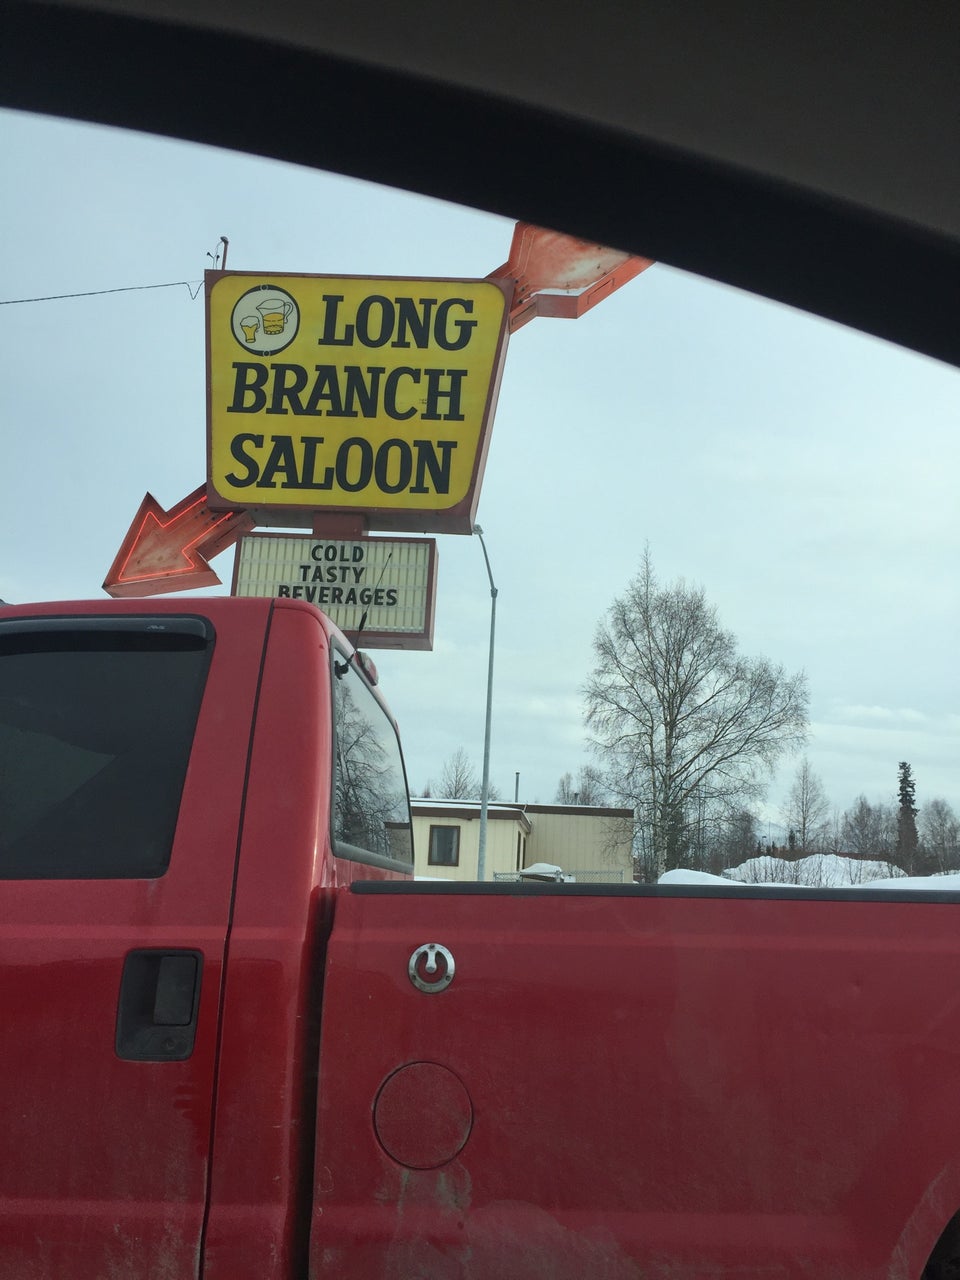 LONG
BRANCH
SALOON
COLD
TASTY
BEVERAGES